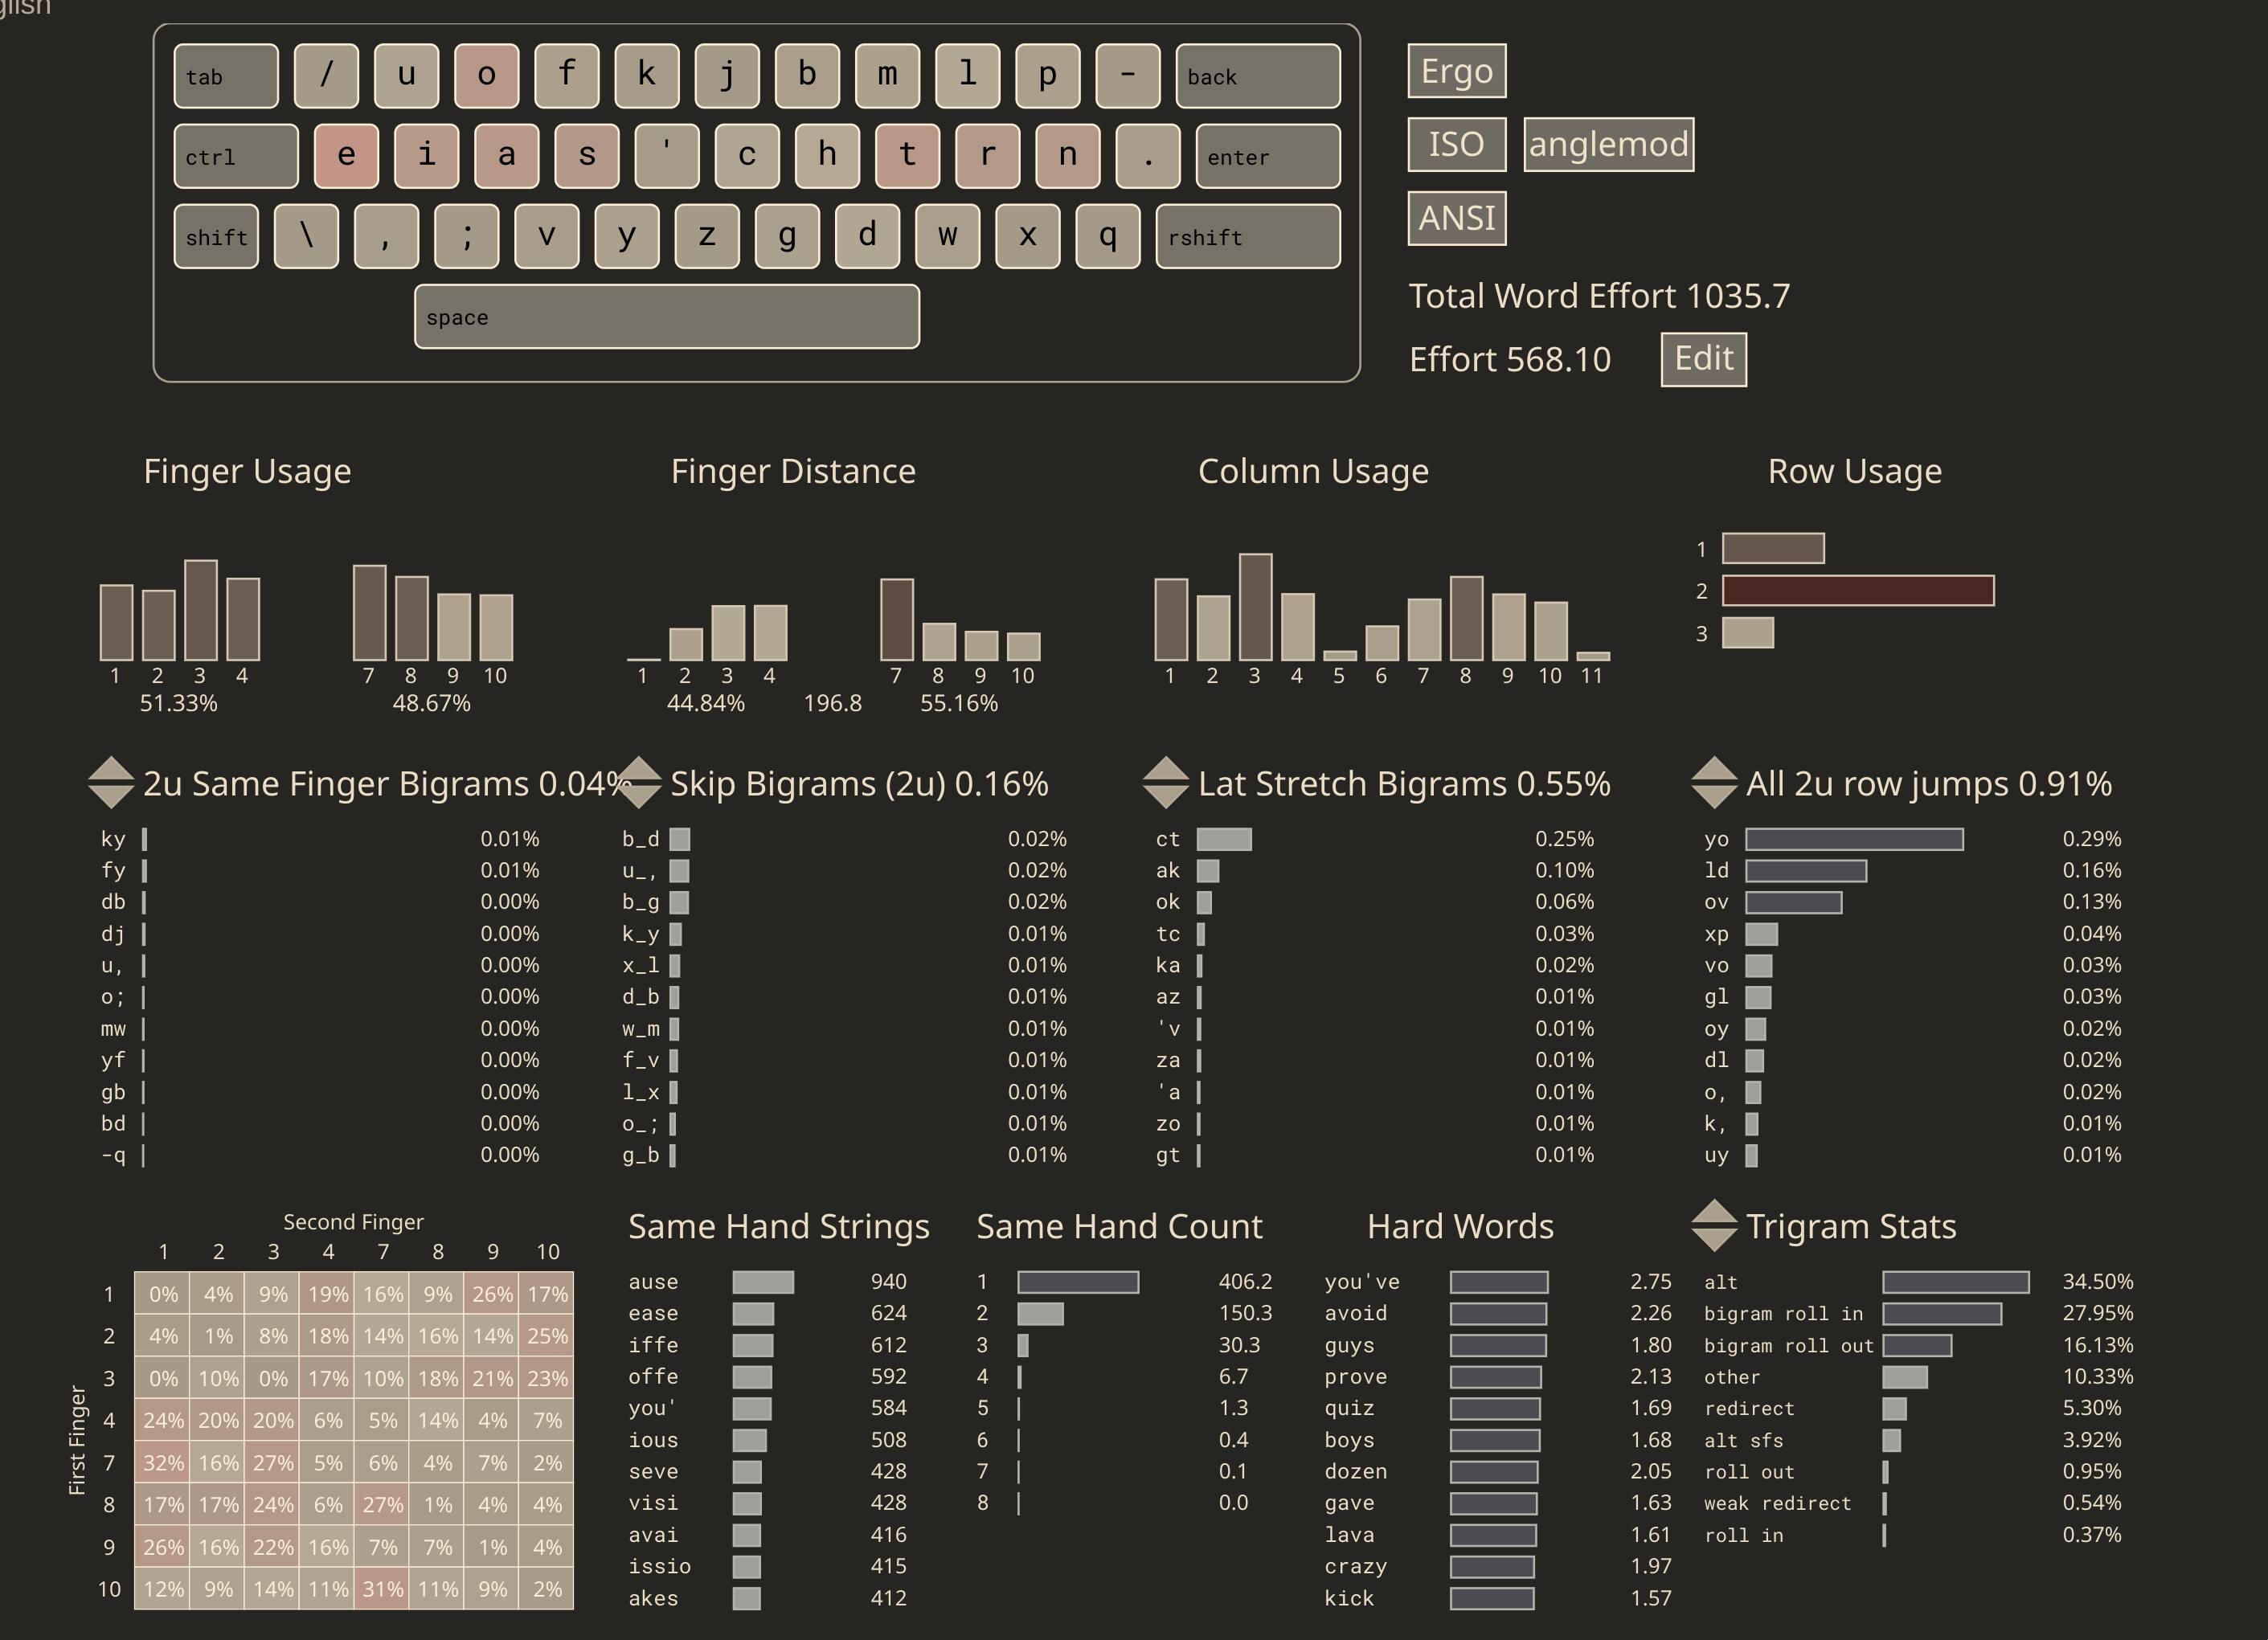 glish
tab / u o f k j b m l p - back
ctrl e i a s ' c h t r n . enter
shift \ , ; v y z g d w x q rshift
space
Ergo
ISO anglemod
ANSI
Total Word Effort 1035.7
Effort 568.10 Edit
Finger Usage
1 2 3 4 7 8 9 10
51.33% 48.67%
Finger Distance
1 2 3 4 7 8 9 10
44.84% 196.8 55.16%
Column Usage
1 2 3 4 5 6 7 8 9 10 11
Row Usage
1
2
3
2u Same Finger Bigrams 0.04%
ky 0.01%
fy 0.01%
db 0.00%
dj 0.00%
u, 0.00%
o; 0.00%
mw 0.00%
yf 0.00%
gb 0.00%
bd 0.00%
-q 0.00%
Skip Bigrams (2u) 0.16%
b_d 0.02%
u_, 0.02%
b_g 0.02%
k_y 0.01%
x_l 0.01%
d_b 0.01%
w_m 0.01%
f_v 0.01%
l_x 0.01%
o_; 0.01%
g_b 0.01%
Lat Stretch Bigrams 0.55%
ct 0.25%
ak 0.10%
ok 0.06%
tc 0.03%
ka 0.02%
az 0.01%
'v 0.01%
za 0.01%
'a 0.01%
zo 0.01%
gt 0.01%
All 2u row jumps 0.91%
yo 0.29%
ld 0.16%
ov 0.13%
xp 0.04%
vo 0.03%
gl 0.03%
oy 0.02%
dl 0.02%
o, 0.02%
k, 0.01%
uy 0.01%
Second Finger
1 2 3 4 7 8 9 10
First Finger
1 0% 4% 9% 19% 16% 9% 26% 17%
2 4% 1% 8% 18% 14% 16% 14% 25%
3 0% 10% 0% 17% 10% 18% 21% 23%
4 24% 20% 20% 6% 5% 14% 4% 7%
7 32% 16% 27% 5% 6% 4% 7% 2%
8 17% 17% 24% 6% 27% 1% 4% 4%
9 26% 16% 22% 16% 7% 7% 1% 4%
10 12% 9% 14% 11% 31% 11% 9% 2%
Same Hand Strings
ause 940
ease 624
iffe 612
offe 592
you' 584
ious 508
seve 428
visi 428
avai 416
issio 415
akes 412
Same Hand Count
1 406.2
2 150.3
3 30.3
4 6.7
5 1.3
6 0.4
7 0.1
8 0.0
Hard Words
you've 2.75
avoid 2.26
guys 1.80
prove 2.13
quiz 1.69
boys 1.68
dozen 2.05
gave 1.63
lava 1.61
crazy 1.97
kick 1.57
Trigram Stats
alt 34.50%
bigram roll in 27.95%
bigram roll out 16.13%
other 10.33%
redirect 5.30%
alt sfs 3.92%
roll out 0.95%
weak redirect 0.54%
roll in 0.37%